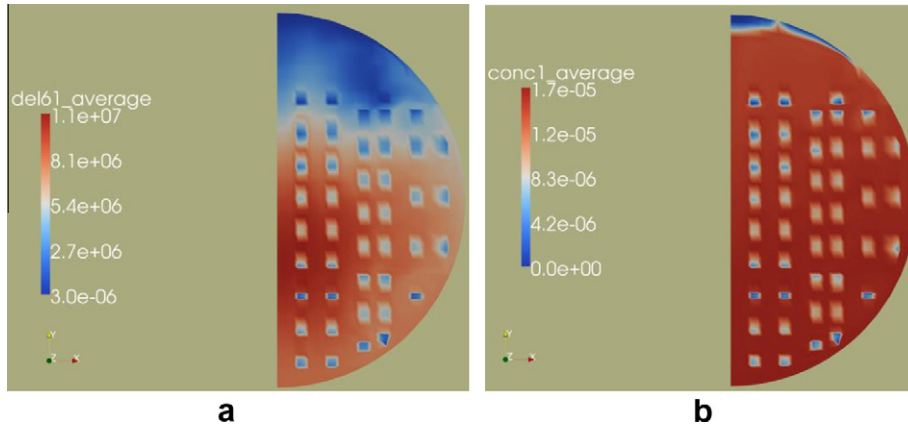 del61_average
1.1e+07
8.1e+06
5.4e+06
2.7e+06
3.0e-06
Y
Z X
a
conc1_average
1.7e-05
1.2e-05
8.3e-06
4.2e-06
0.0e+00
Y
Z X
b